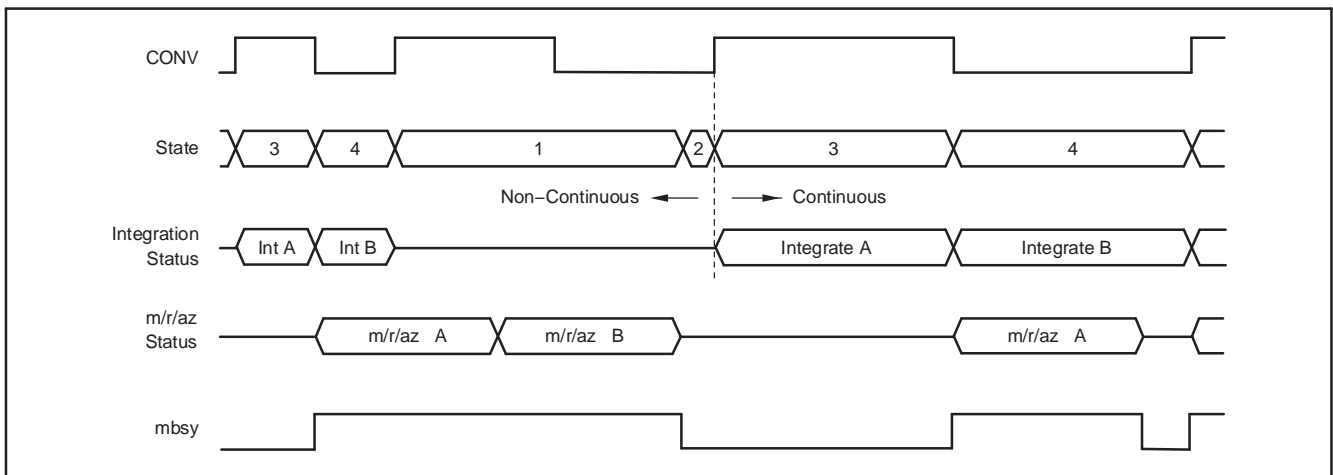 CONV
State
3
4
1
2
3
4
Non−Continuous
Continuous
Integration
Status
Int A
Int B
Integrate A
Integrate B
m/r/az
Status
m/r/az A
m/r/az B
m/r/az A
mbsy